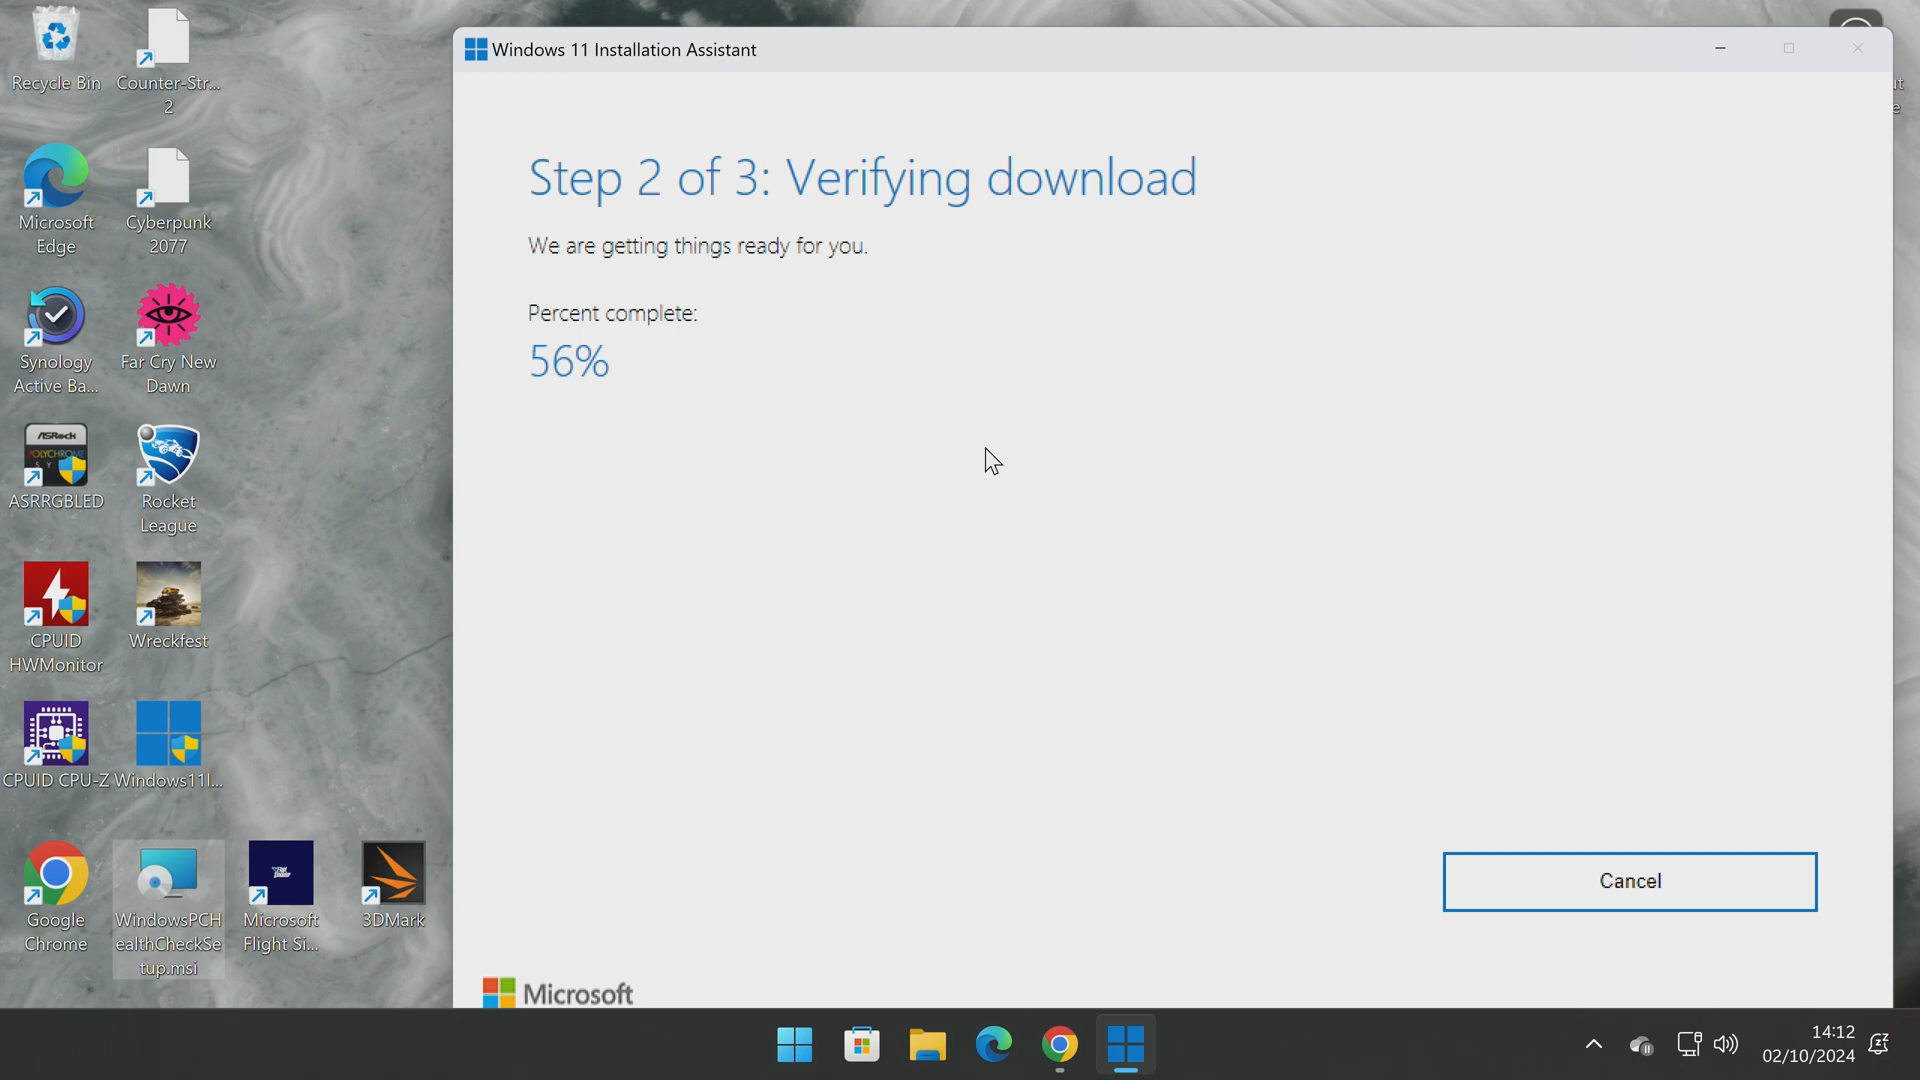 Recycle Bin
Counter-Str...
2
Microsoft
Edge
Cyberpunk
2077
Synology
Active Ba...
Far Cry New
Dawn
ASRock
POLYCHROME
ASRRGBLED
Rocket
League
CPUID
HWMonitor
Wreckfest
CPUID CPU-Z
Windows11I...
Google
Chrome
WindowsPCH
ealthCheckSe
tup.msi
Microsoft
Flight Si...
3DMark
Windows 11 Installation Assistant
Step 2 of 3: Verifying download
We are getting things ready for you.
Percent complete:
56%
Cancel
Microsoft
14:12
02/10/2024